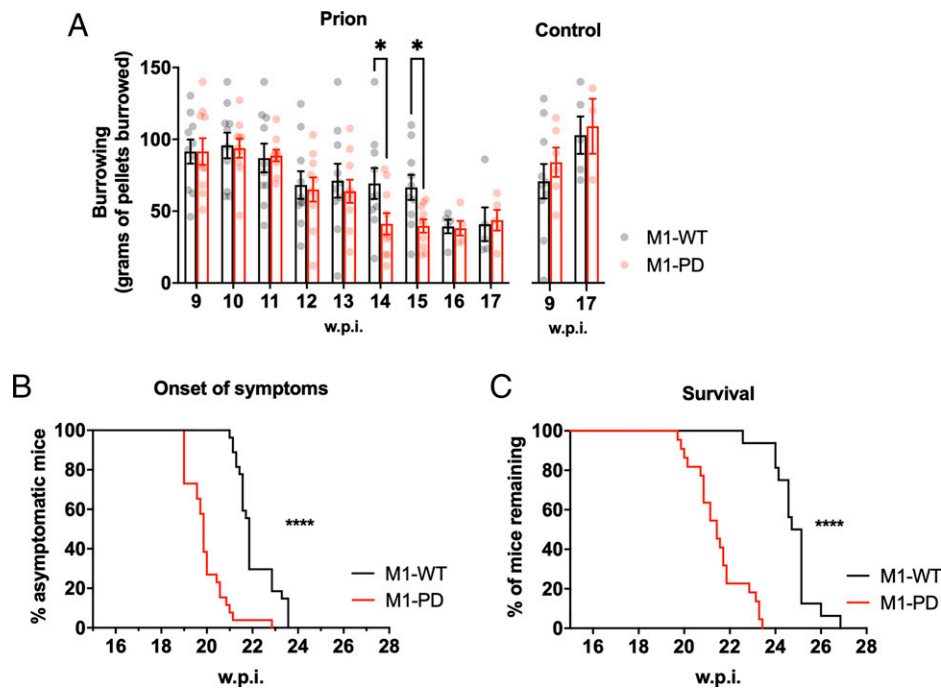 A
Prion
Control
Burrowing
(grams of pellets burrowed)
150
100
50
0
* *
9 10 11 12 13 14 15 16 17
w.p.i.
9 17
w.p.i.
M1-WT
M1-PD
B
Onset of symptoms
% asymptomatic mice
100
80
60
40
20
0
****
M1-WT
M1-PD
16 18 20 22 24 26 28
w.p.i.
C
Survival
% of mice remaining
100
80
60
40
20
0
****
M1-WT
M1-PD
16 18 20 22 24 26 28
w.p.i.